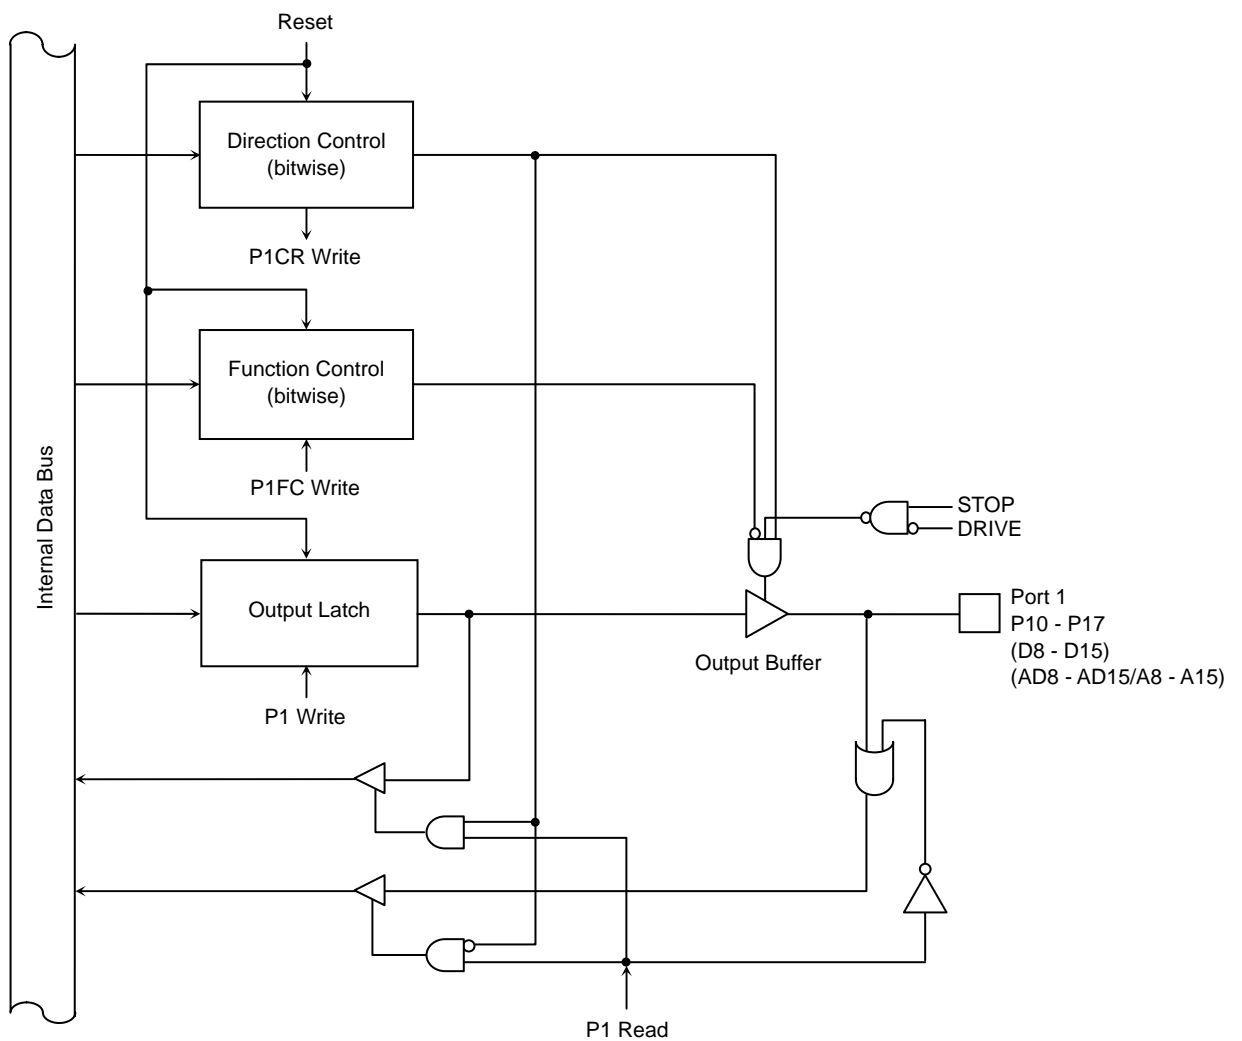 Reset
Direction Control
(bitwise)
P1CR Write
Function Control
(bitwise)
P1FC Write
Internal Data Bus
STOP
DRIVE
Output Latch
Port 1
P10 - P17
(D8 - D15)
(AD8 - AD15/A8 - A15)
Output Buffer
P1 Write
P1 Read